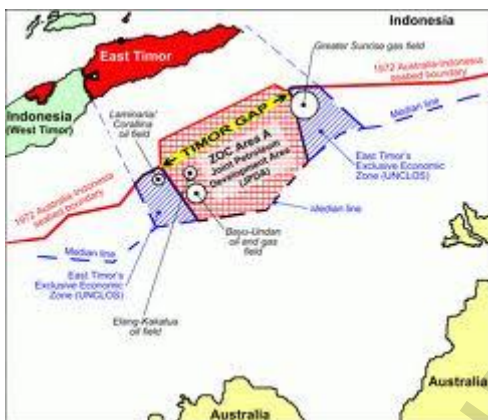 Indonesia
Greater Sunrise gas field
East Timor
1972 Australia-Indonesia
seabed boundary
Indonesia
(West Timor)
Laminaria/
Corallina
oil field
TIMOR GAP
Median line
ZOC Area A
Joint Petroleum
Development Area
(JPDA)
East Timor's
Exclusive Economic
Zone (UNCLOS)
1972 Australia-Indonesia
seabed boundary
Median line
Median line
Bayu-Undan
oil and gas
field
East Timor's
Exclusive Economic
Zone (UNCLOS)
Elang-Kakatua
oil field
Australia
Australia